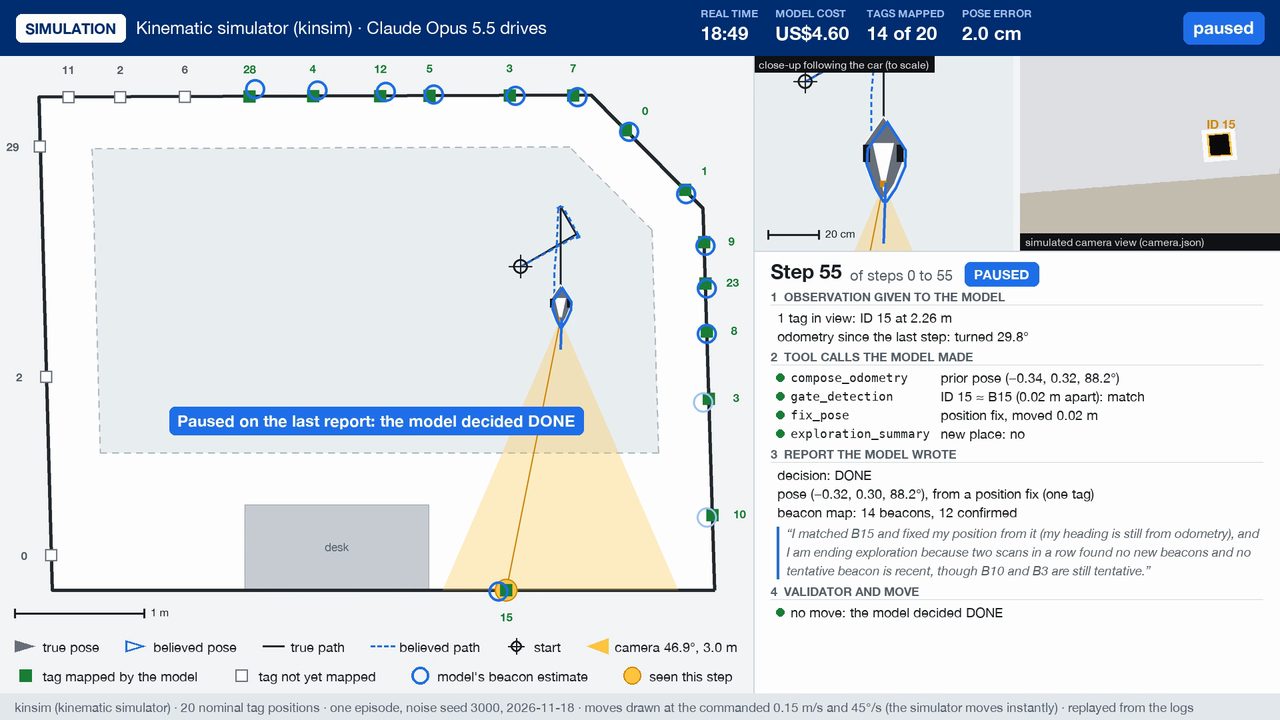 SIMULATION
Kinematic simulator (kinsim) · Claude Opus 5.5 drives
REAL TIME
18:49
MODEL COST
US$4.60
TAGS MAPPED
14 of 20
POSE ERROR
2.0 cm
paused
11 2 6 28 4 12 5 3 7
0
1
29
9
23
8
2
3
10
0
15
Paused on the last report: the model decided DONE
desk
1 m
true pose
believed pose
true path
believed path
start
camera 46.9°, 3.0 m
tag mapped by the model
tag not yet mapped
model's beacon estimate
seen this step
close-up following the car (to scale)
20 cm
ID 15
simulated camera view (camera.json)
Step 55 of steps 0 to 55 PAUSED
1 OBSERVATION GIVEN TO THE MODEL
1 tag in view: ID 15 at 2.26 m
odometry since the last step: turned 29.8°
2 TOOL CALLS THE MODEL MADE
compose_odometry prior pose (−0.34, 0.32, 88.2°)
gate_detection ID 15 ≈ B15 (0.02 m apart): match
fix_pose position fix, moved 0.02 m
exploration_summary new place: no
3 REPORT THE MODEL WROTE
decision: DONE
pose (−0.32, 0.30, 88.2°), from a position fix (one tag)
beacon map: 14 beacons, 12 confirmed
“I matched B15 and fixed my position from it (my heading is still from odometry), and
I am ending exploration because two scans in a row found no new beacons and no
tentative beacon is recent, though B10 and B3 are still tentative.”
4 VALIDATOR AND MOVE
no move: the model decided DONE
kinsim (kinematic simulator) · 20 nominal tag positions · one episode, noise seed 3000, 2026-11-18 · moves drawn at the commanded 0.15 m/s and 45°/s (the simulator moves instantly) · replayed from the logs